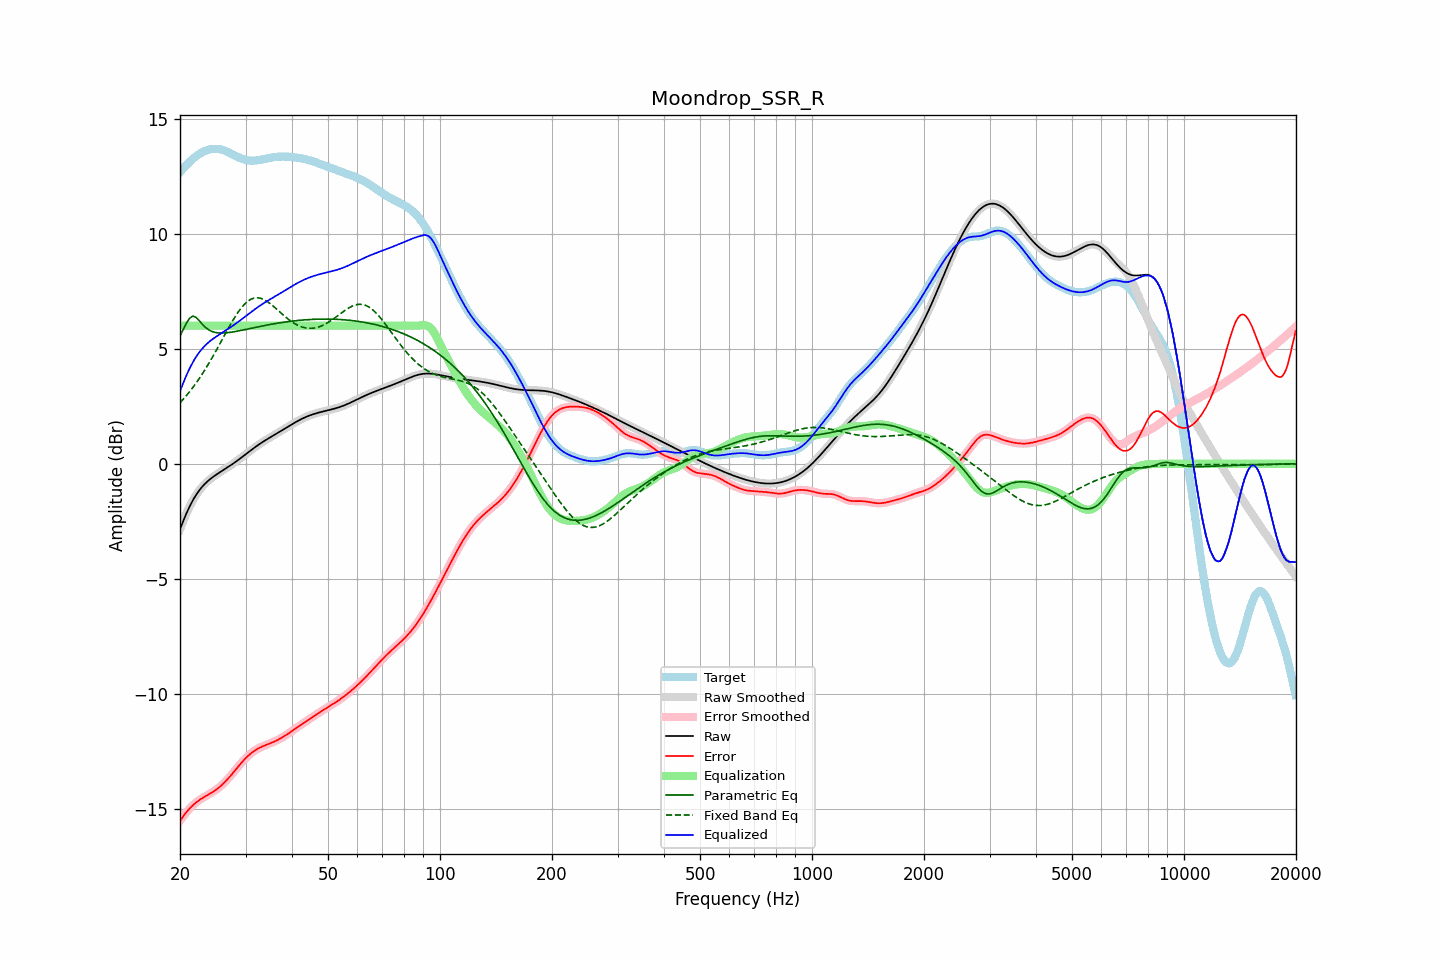 Moondrop_SSR_R
Amplitude (dBr)
15
10
5
0
−5
−10
−15
Target
Raw Smoothed
Error Smoothed
Raw
Error
Equalization
Parametric Eq
Fixed Band Eq
Equalized
20 50 100 200 500 1000 2000 5000 10000 20000
Frequency (Hz)